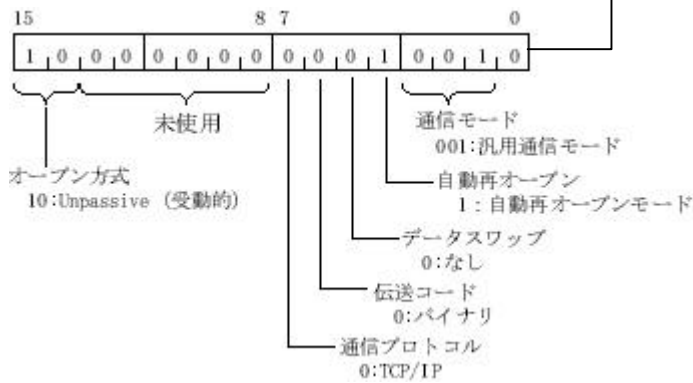 15 8 7 0
1 0 0 0 0 0 0 0 0 0 0 1 0 0 1 0
未使用
通信モード
001:汎用通信モード
オープン方式
10:Unpassive (受動的)
自動再オープン
1:自動再オープンモード
データスワップ
0:なし
伝送コード
0:バイナリ
通信プロトコル
0:TCP/IP